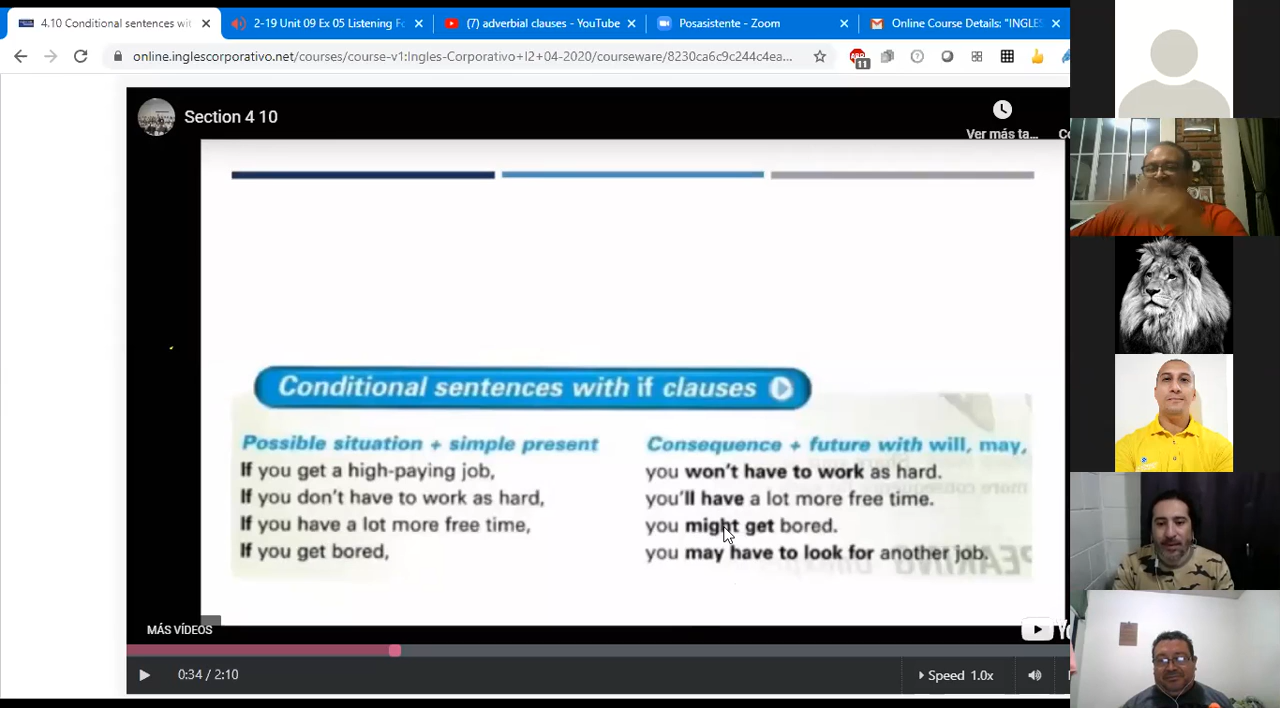 4.10 Conditional sentences wit
2-19 Unit 09 Ex 05 Listening Fo
(7) adverbial clauses - YouTube
Posasistente - Zoom
Online Course Details: "INGLES
online.inglescorporativo.net/courses/course-v1:Ingles-Corporativo+I2+04-2020/courseware/8230ca6c9c244c4ea...
11
Section 4 10
Ver más ta...
Conditional sentences with if clauses
Possible situation + simple present
If you get a high-paying job,
If you don't have to work as hard,
If you have a lot more free time,
If you get bored,
Consequence + future with will, may,
you won't have to work as hard.
you'll have a lot more free time.
you might get bored.
you may have to look for another job.
MÁS VÍDEOS
0:34 / 2:10
Speed 1.0x